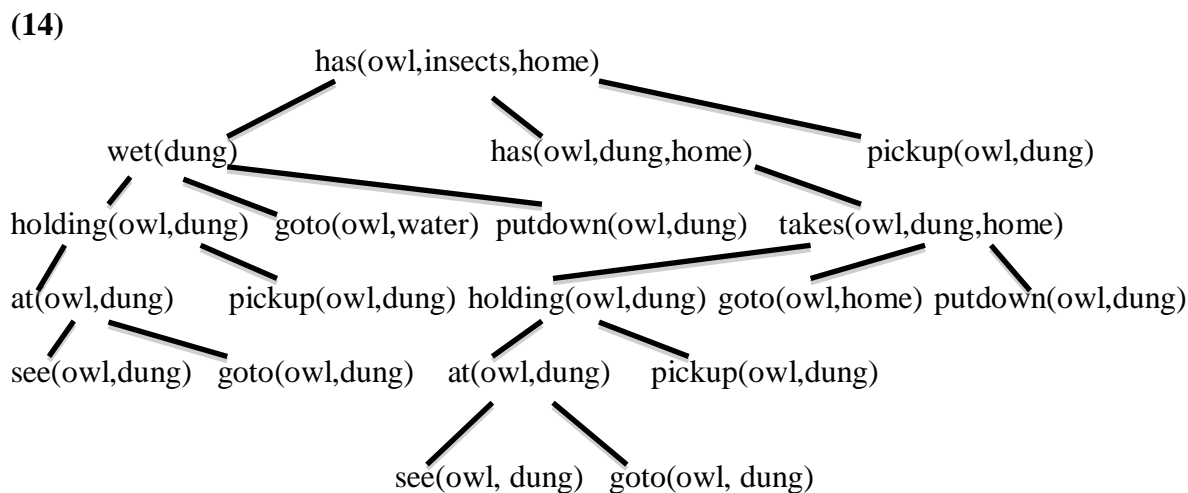 (14)
has(owl,insects,home)
wet(dung) has(owl,dung,home) pickup(owl,dung)
holding(owl,dung) goto(owl,water) putdown(owl,dung) takes(owl,dung,home)
at(owl,dung) pickup(owl,dung) holding(owl,dung) goto(owl,home) putdown(owl,dung)
see(owl,dung) goto(owl,dung) at(owl,dung) pickup(owl,dung)
see(owl, dung) goto(owl, dung)